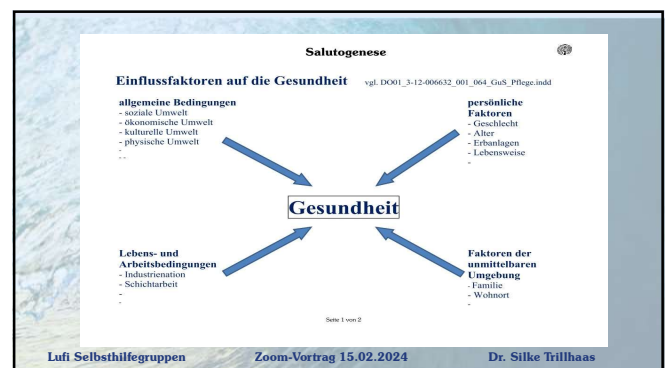 Salutogenese
Einflussfaktoren auf die Gesundheit vgl. DO01_3-12-006632_001_064_GuS_Pflege.indd
allgemeine Bedingungen
- soziale Umwelt
- ökonomische Umwelt
- kulturelle Umwelt
- physische Umwelt
-
- -
persönliche
Faktoren
- Geschlecht
- Alter
- Erbanlagen
- Lebensweise
-
Gesundheit
Lebens- und
Arbeitsbedingungen
- Industrienation
- Schichtarbeit
-
-
Faktoren der
unmittelbaren
Umgebung
- Familie
- Wohnort
-
Seite 1 von 2
Lufi Selbsthilfegruppen Zoom-Vortrag 15.02.2024 Dr. Silke Trillhaas